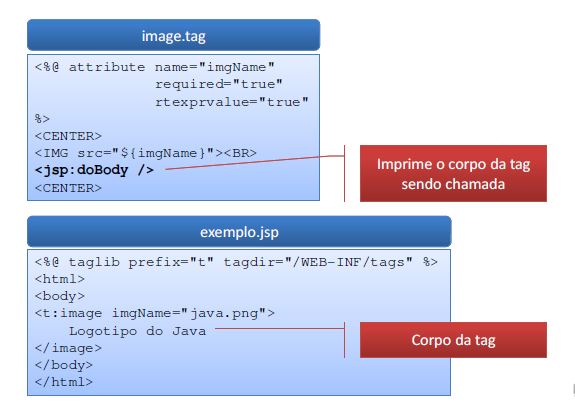 image.tag
<%@ attribute name="imgName"
required="true"
rtexprvalue="true"
%>
<CENTER>
<IMG src="${imgName}"><BR>
<jsp:doBody />
<CENTER>
Imprime o corpo da tag
sendo chamada
exemplo.jsp
<%@ taglib prefix="t" tagdir="/WEB-INF/tags" %>
<html>
<body>
<t:image imgName="java.png">
Logotipo do Java
</image>
</body>
</html>
Corpo da tag